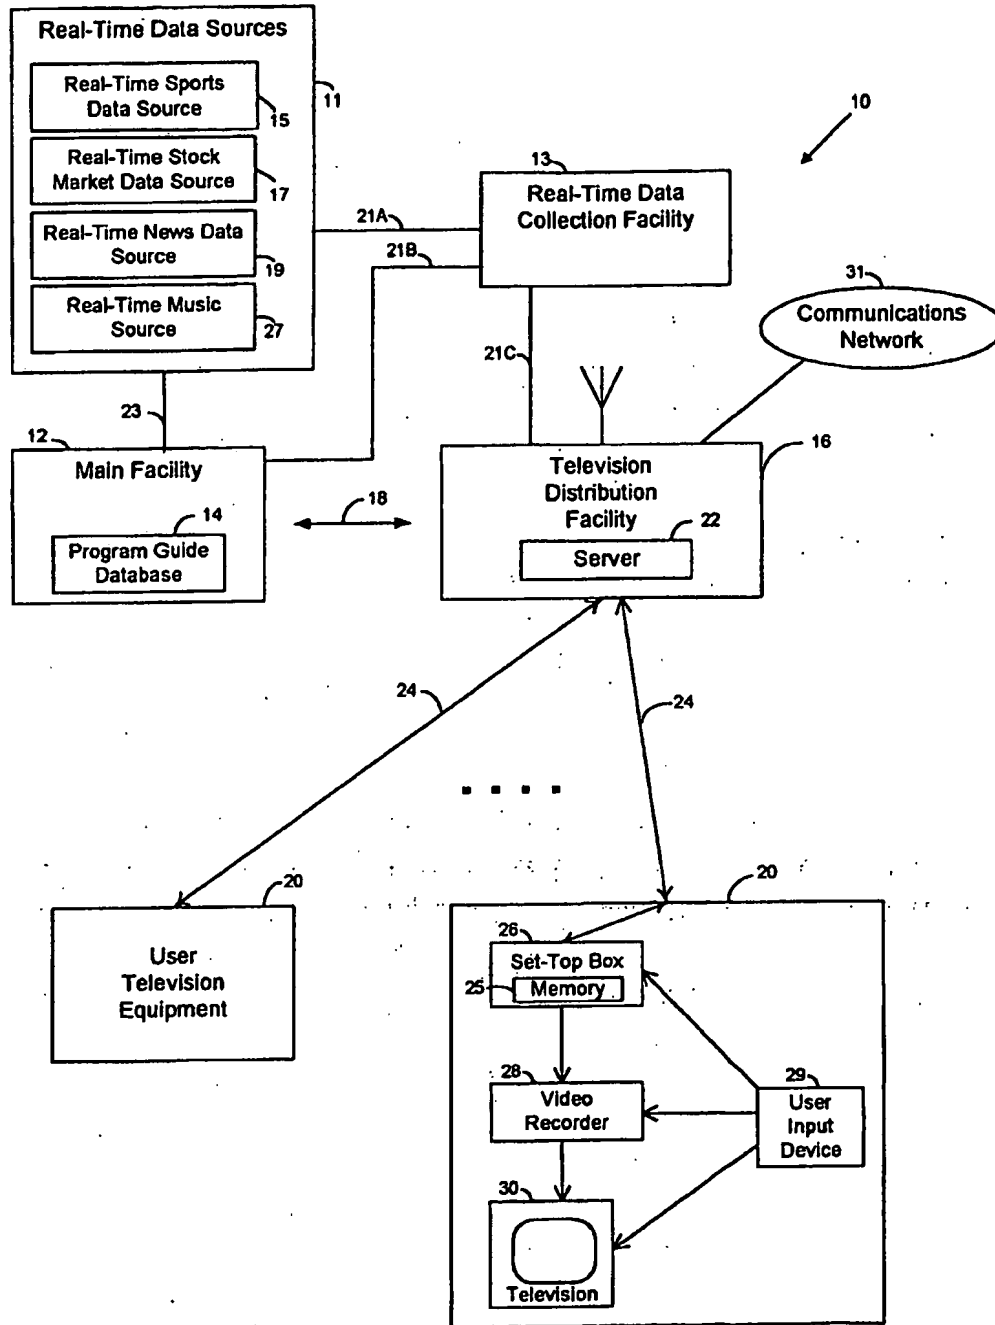 Real-Time Data Sources
Real-Time Sports
Data Source
15
11
Real-Time Stock
Market Data Source
17
Real-Time News Data
Source
19
Real-Time Music
Source
27
10
13
Real-Time Data
Collection Facility
21A
21B
21C
31
Communications
Network
23
12
Main Facility
14
Program Guide
Database
18
16
Television
Distribution
Facility
22
Server
24
24
20
User
Television
Equipment
20
26
Set-Top Box
25
Memory
28
Video
Recorder
29
User
Input
Device
30
Television